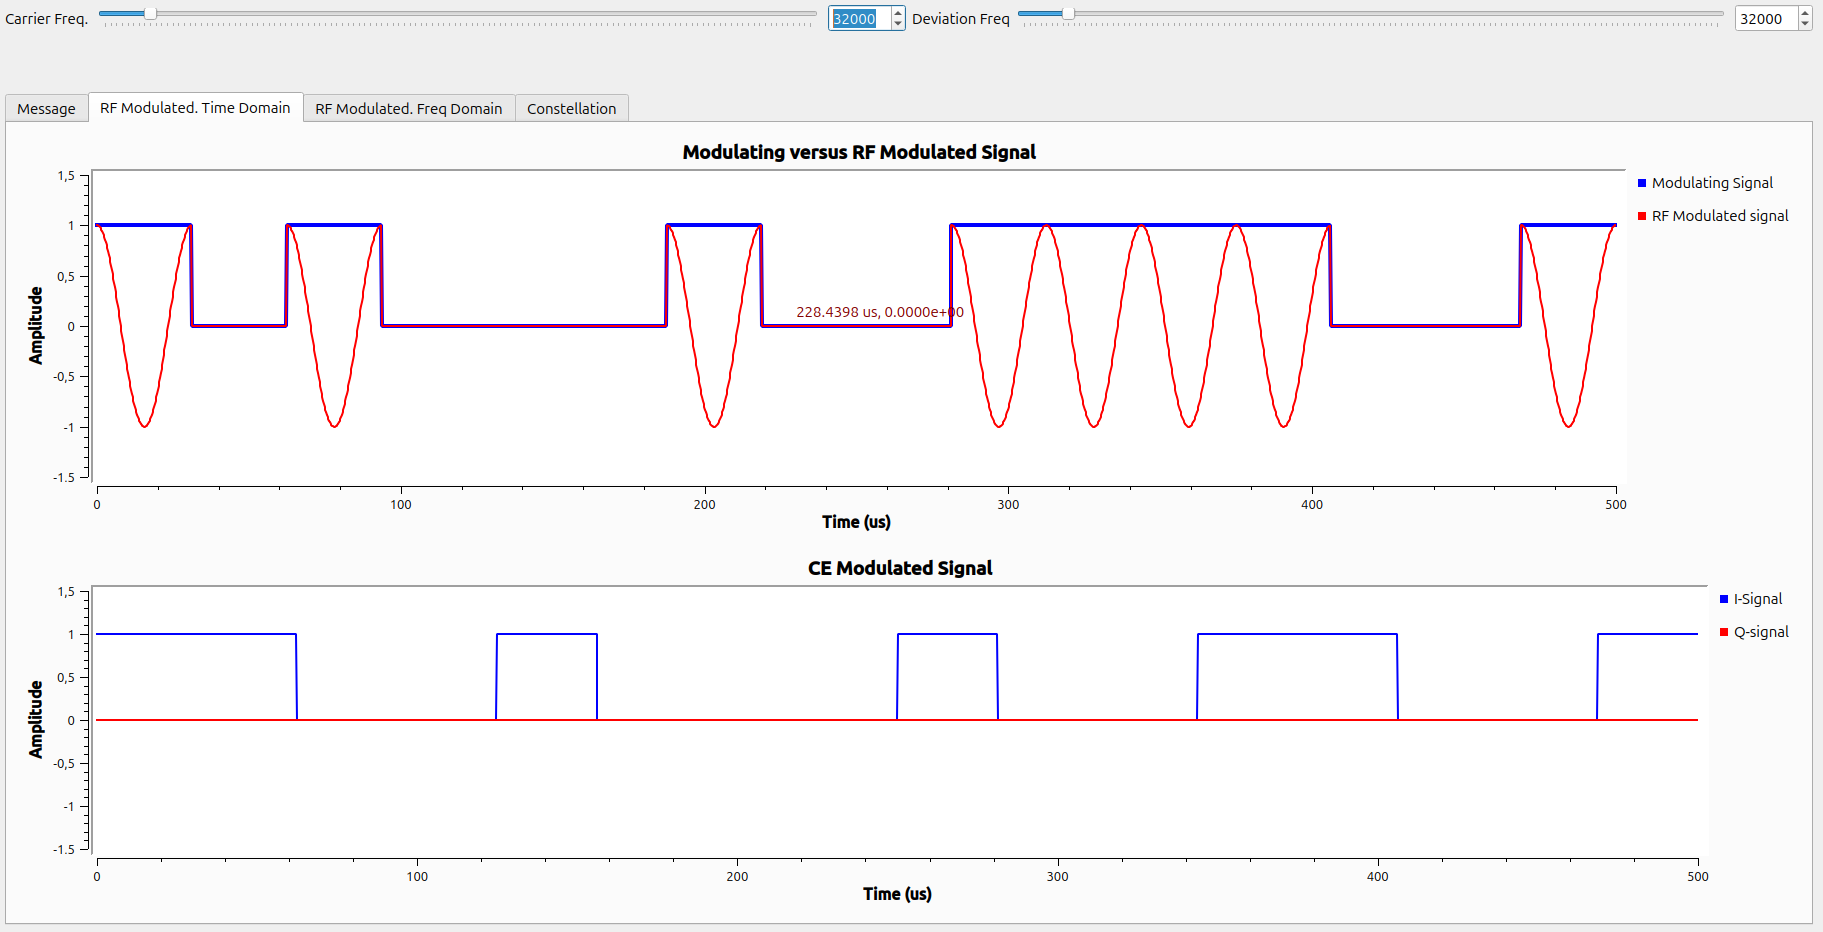 Carrier Freq. 32000 Deviation Freq 32000
Message RF Modulated. Time Domain RF Modulated. Freq Domain Constellation
Modulating versus RF Modulated Signal
1,5
1
0,5
0
-0,5
-1
-1.5
Amplitude
Modulating Signal
RF Modulated signal
228.4398 us, 0.0000e+00
0 100 200 300 400 500
Time (us)
CE Modulated Signal
1,5
1
0,5
0
-0,5
-1
-1.5
Amplitude
I-Signal
Q-signal
0 100 200 300 400 500
Time (us)